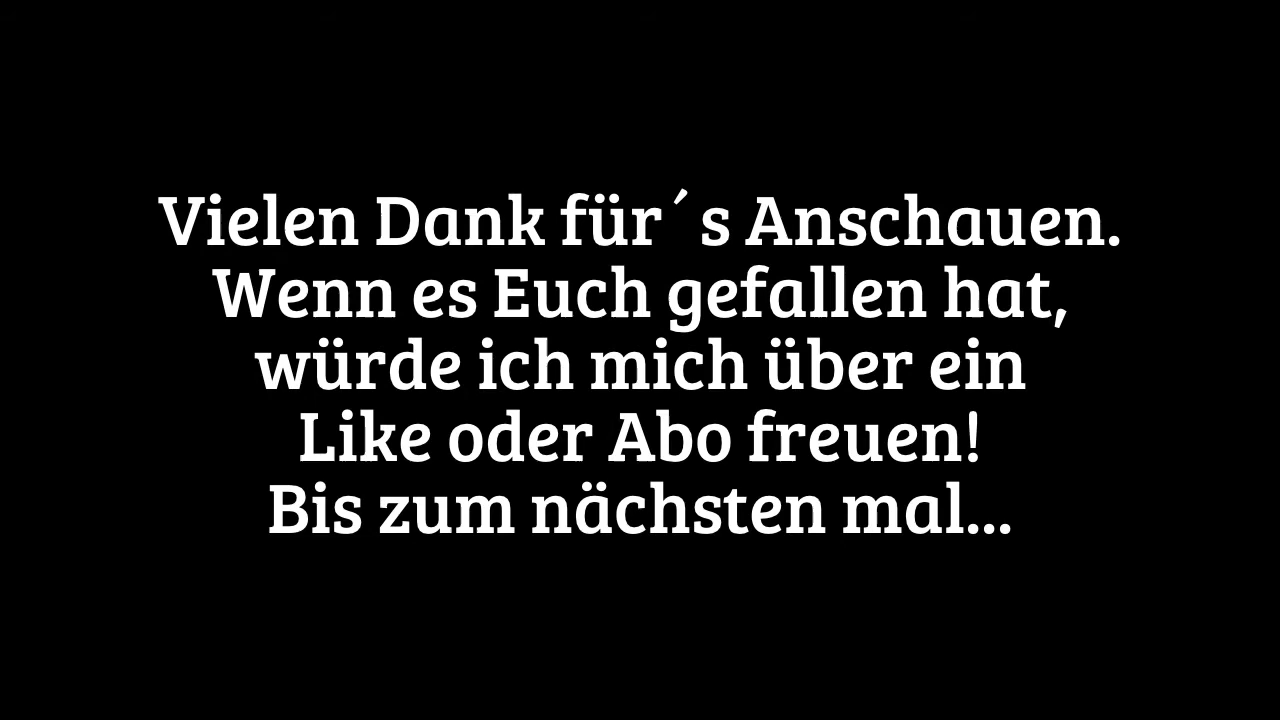 Vielen Dank für´s Anschauen.
Wenn es Euch gefallen hat,
würde ich mich über ein
Like oder Abo freuen!
Bis zum nächsten mal...